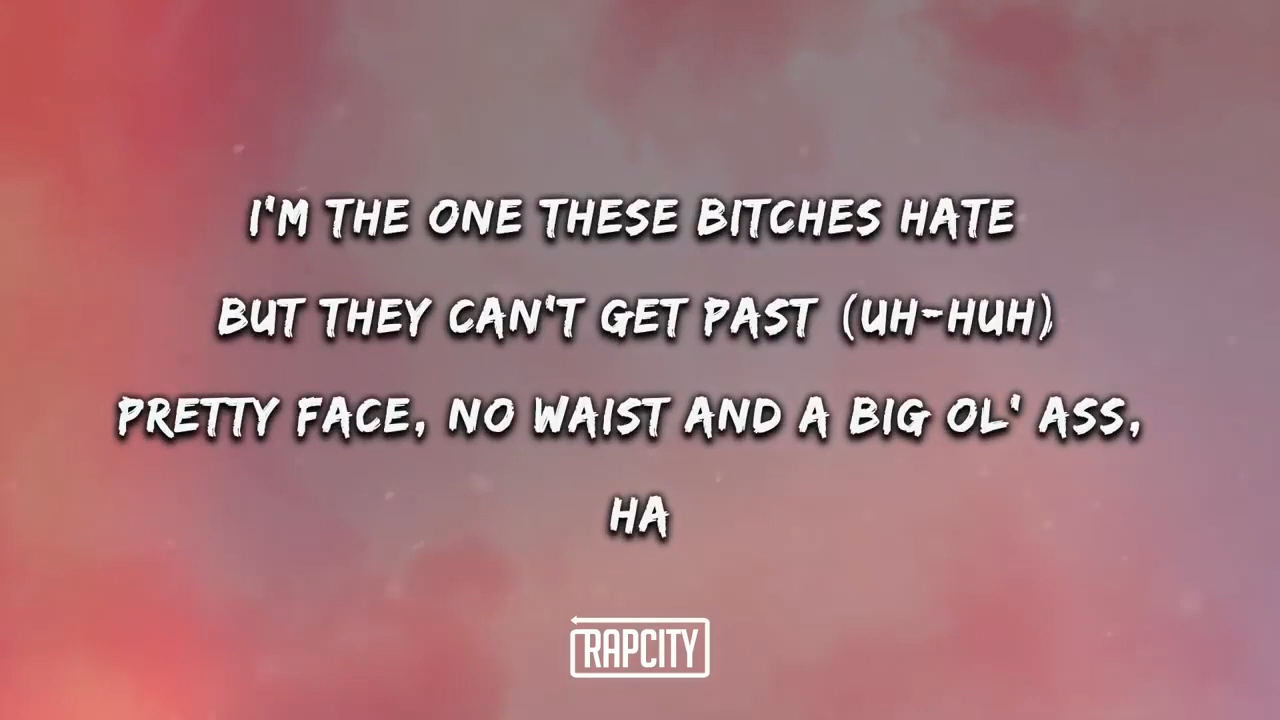 I'M THE ONE THESE BITCHES HATE
BUT THEY CAN'T GET PAST (UH-HUH)
PRETTY FACE, NO WAIST AND A BIG OL' ASS,
HA
RAPCITY